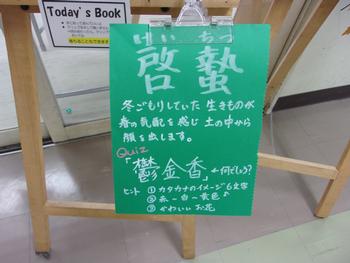 Today's Book
けい ちつ
啓蟄
冬ごもりしていた生きものが
春の気配を感じ土の中から
顔を出します。
Quiz
「鬱金香」←何でしょう?
ヒント ①カタカナのイメージ6文字
②赤〜白〜黄色♪
③かわいいお花